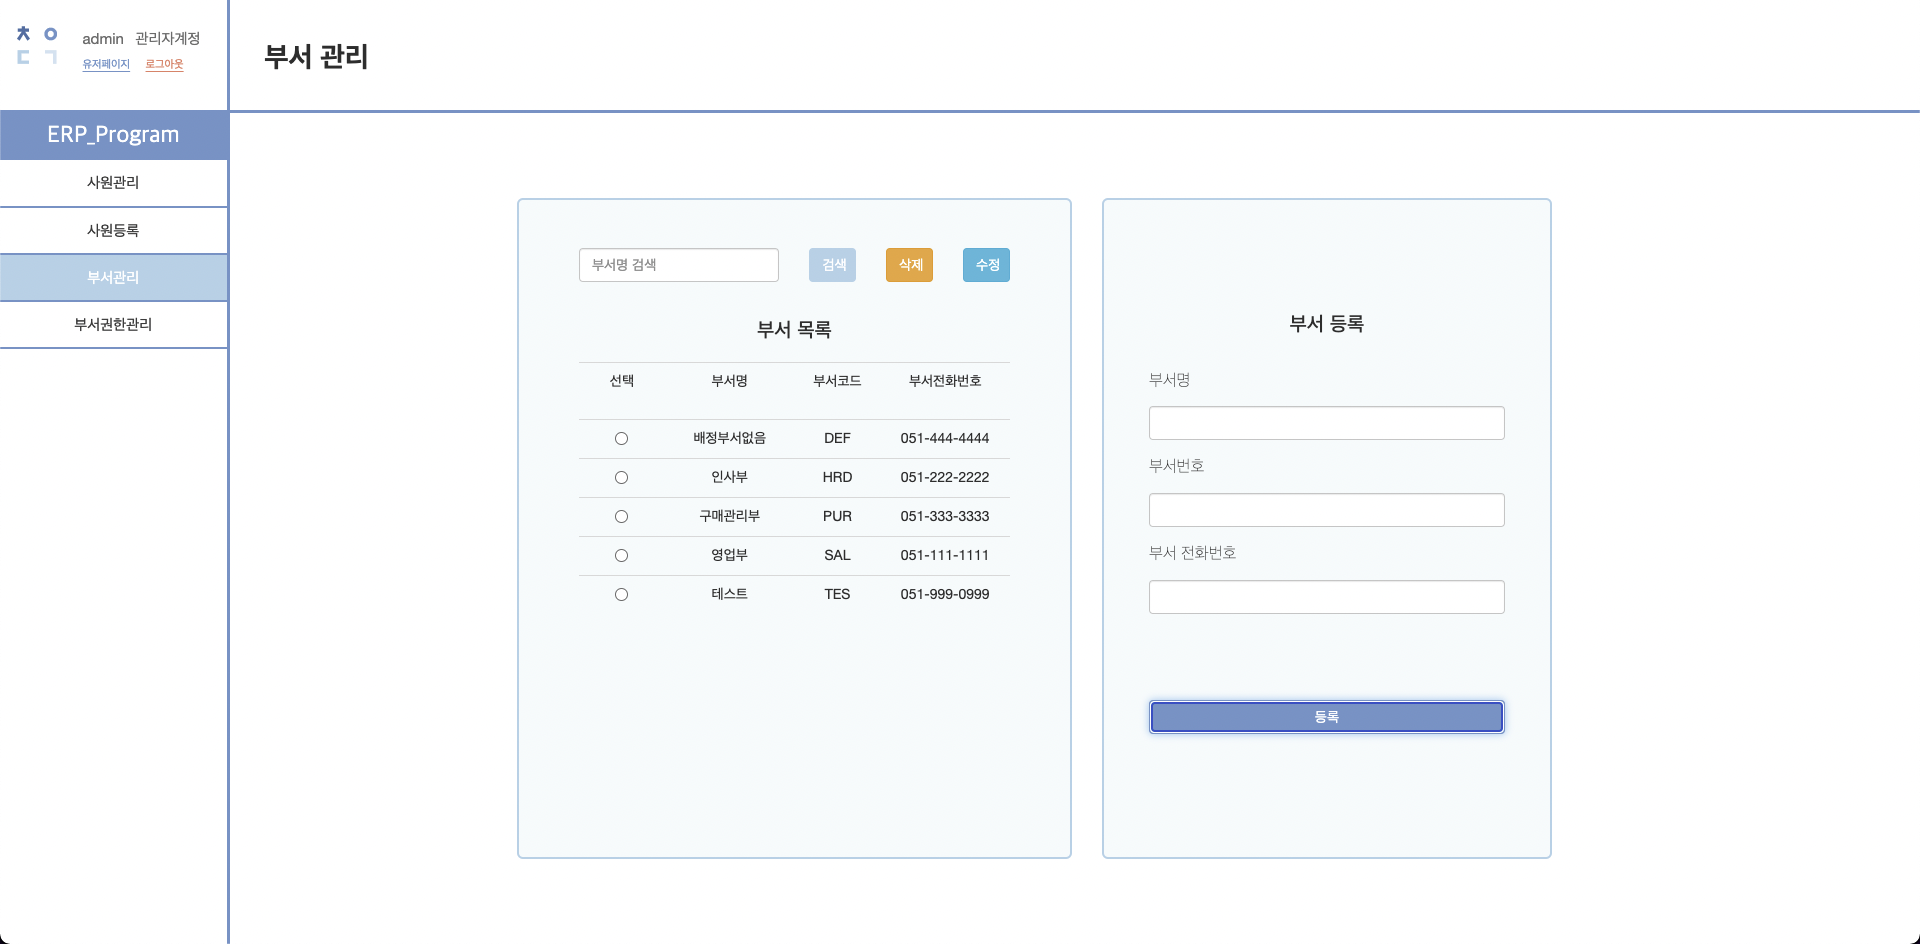 ㅊㅇ
ㄷㄱ
admin 관리자계정
유저페이지 로그아웃
부서 관리
ERP_Program
사원관리
사원등록
부서관리
부서권한관리
부서명 검색 검색 삭제 수정
부서 목록
선택 부서명 부서코드 부서전화번호
배정부서없음 DEF 051-444-4444
인사부 HRD 051-222-2222
구매관리부 PUR 051-333-3333
영업부 SAL 051-111-1111
테스트 TES 051-999-0999
부서 등록
부서명
부서번호
부서 전화번호
등록